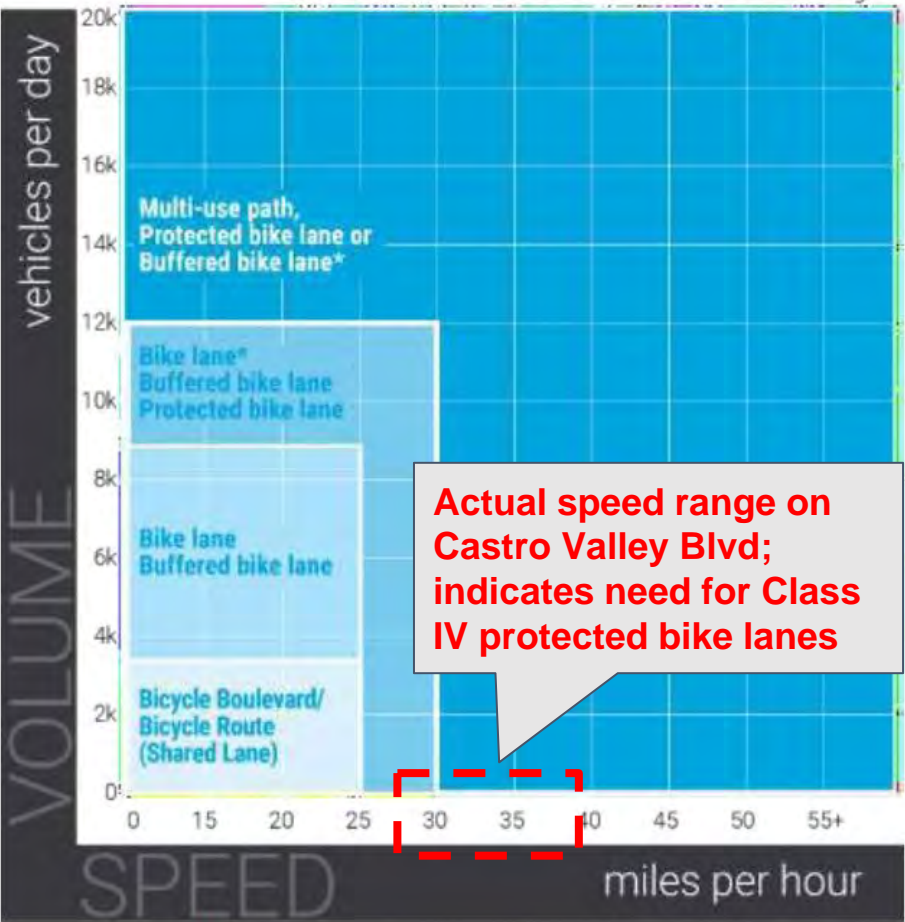 vehicles per day
VOLUME
20k
18k
16k
14k
12k
10k
8k
6k
4k
2k
0
Multi-use path,
Protected bike lane or
Buffered bike lane*
Bike lane*
Buffered bike lane
Protected bike lane
Bike lane
Buffered bike lane
Bicycle Boulevard/
Bicycle Route
(Shared Lane)
Actual speed range on
Castro Valley Blvd;
indicates need for Class
IV protected bike lanes
0 15 20 25 30 35 40 45 50 55+
SPEED
miles per hour